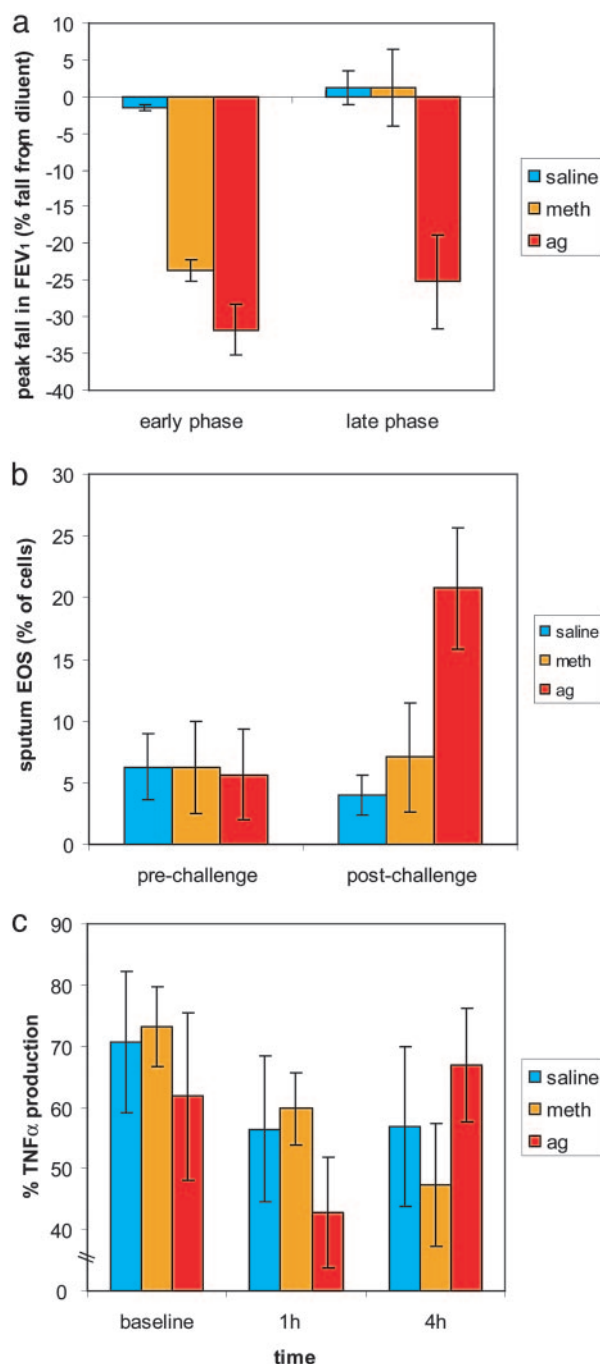 a
peak fall in FEV1 (% fall from diluent)
10
5
0
-5
-10
-15
-20
-25
-30
-35
-40
early phase late phase
saline
meth
ag
b
sputum EOS (% of cells)
30
25
20
15
10
5
0
pre-challenge post-challenge
saline
meth
ag
c
% TNFα production
90
80
70
60
50
40
0
baseline 1h 4h
time
saline
meth
ag